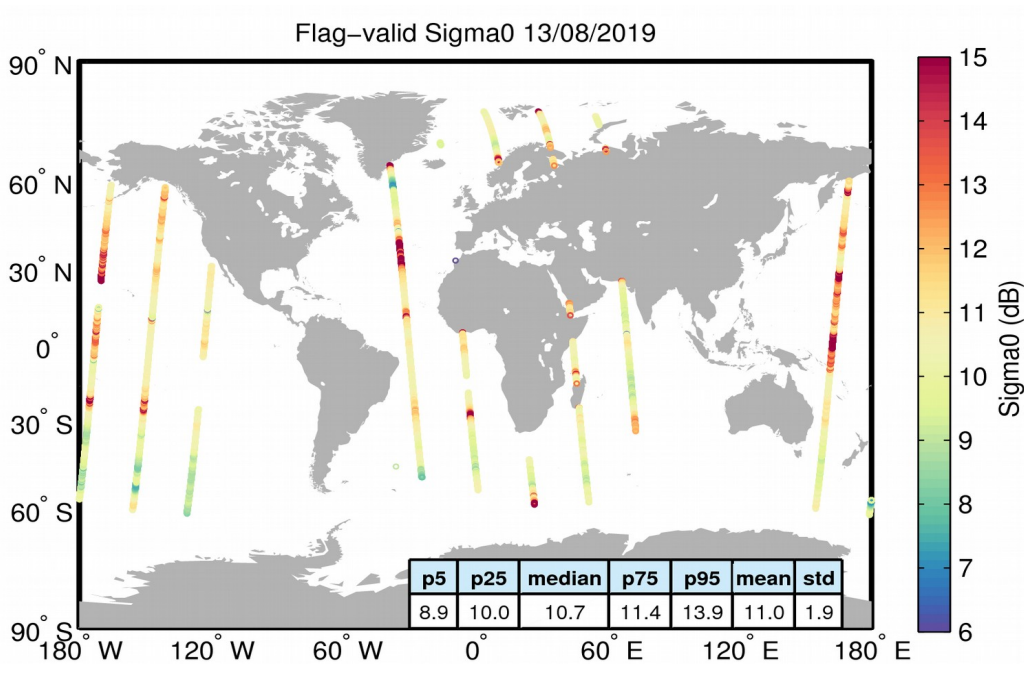 Flag−valid Sigma0 13/08/2019
90° N
60° N
30° N
0°
30° S
60° S
90° S
180° W
120° W
60° W
0°
60° E
120° E
180° E
p5 p25 median p75 p95 mean std
8.9 10.0 10.7 11.4 13.9 11.0 1.9
15
14
13
12
11
10
9
8
7
6
Sigma0 (dB)